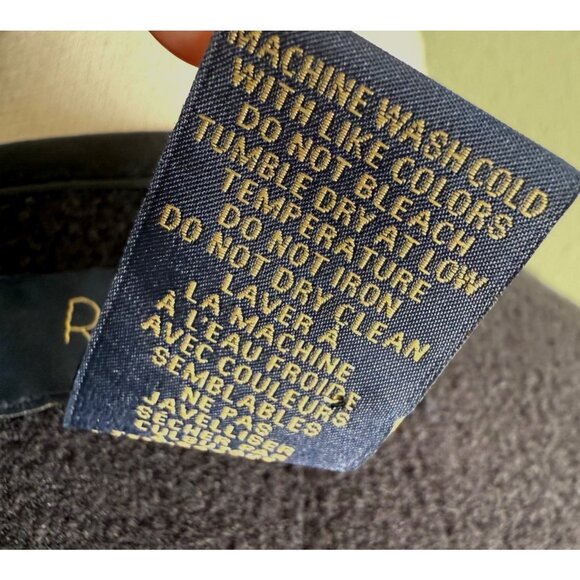 MACHINE WASH COLD
WITH LIKE COLORS
DO NOT BLEACH
TUMBLE DRY AT LOW
TEMPERATURE
DO NOT IRON
DO NOT DRY CLEAN
LAVER À
LA MACHINE
À L'EAU FROIDE
AVEC COULEURS
SEMBLABLES
NE PAS
JAVELLISER
SÉCHER PAR
R